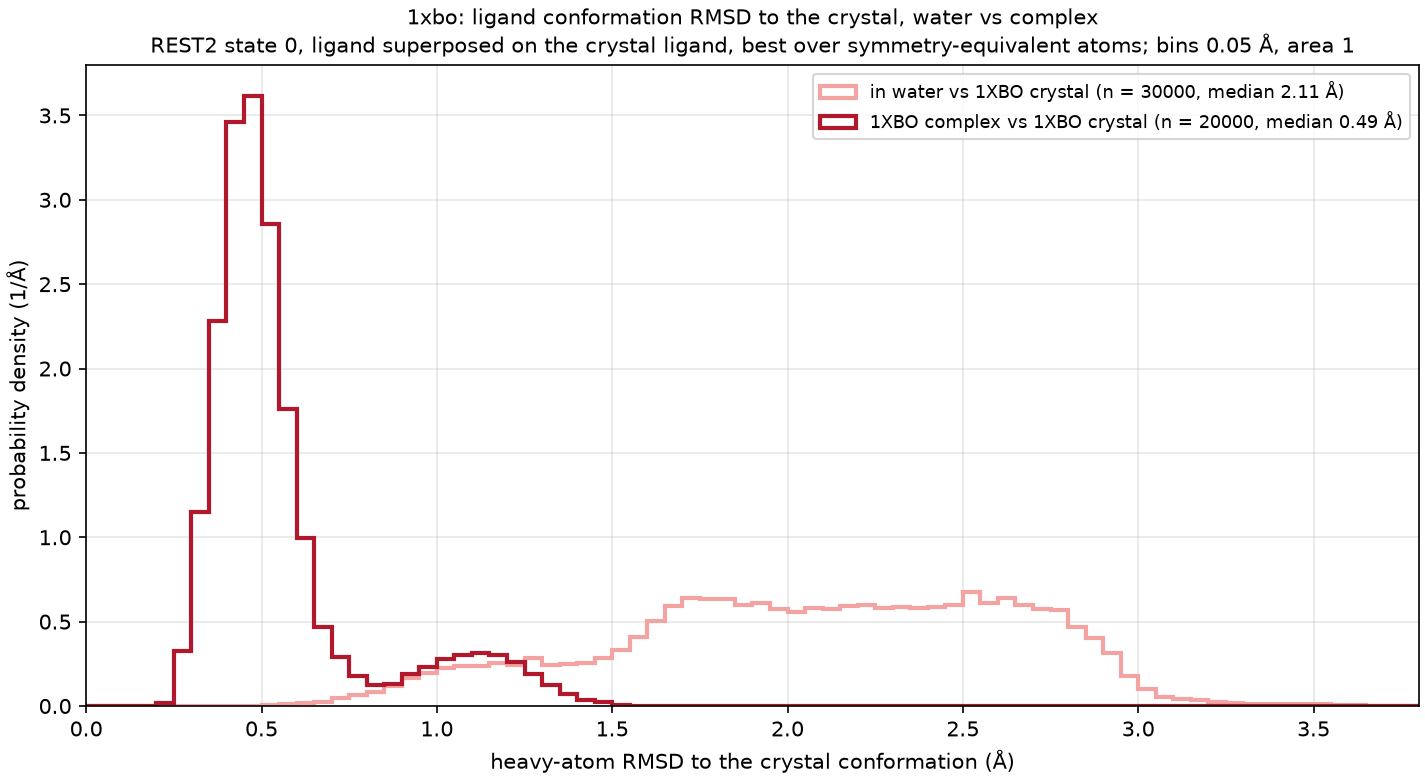 1xbo: ligand conformation RMSD to the crystal, water vs complex
REST2 state 0, ligand superposed on the crystal ligand, best over symmetry-equivalent atoms; bins 0.05 Å, area 1
in water vs 1XBO crystal (n = 30000, median 2.11 Å)
1XBO complex vs 1XBO crystal (n = 20000, median 0.49 Å)
probability density (1/Å)
3.5
3.0
2.5
2.0
1.5
1.0
0.5
0.0
0.0 0.5 1.0 1.5 2.0 2.5 3.0 3.5
heavy-atom RMSD to the crystal conformation (Å)